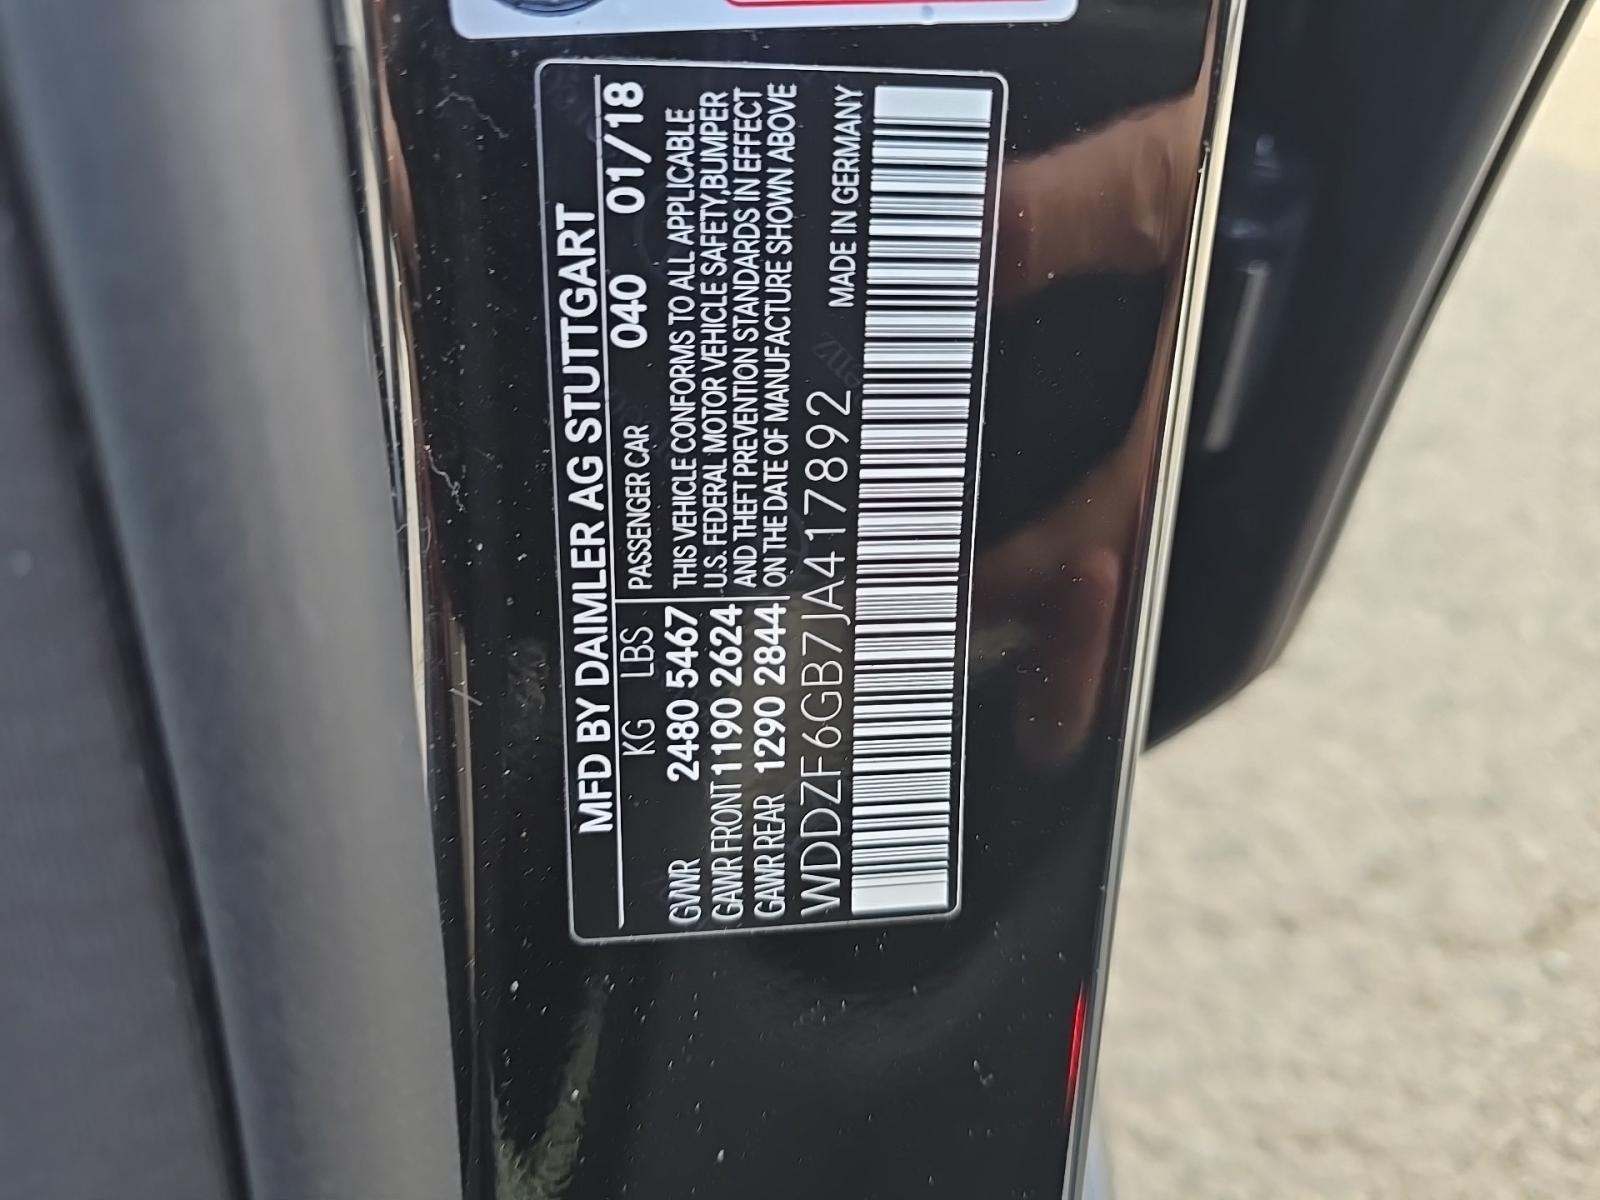 MFD BY DAIMLER AG STUTTGART
KG LBS PASSENGER CAR 040 01/18
GVWR 2480 5467
GAWR FRONT 1190 2624
GAWR REAR 1290 2844
THIS VEHICLE CONFORMS TO ALL APPLICABLE
U.S. FEDERAL MOTOR VEHICLE SAFETY,BUMPER
AND THEFT PREVENTION STANDARDS IN EFFECT
ON THE DATE OF MANUFACTURE SHOWN ABOVE
WDDZF6GB7JA417892 MADE IN GERMANY